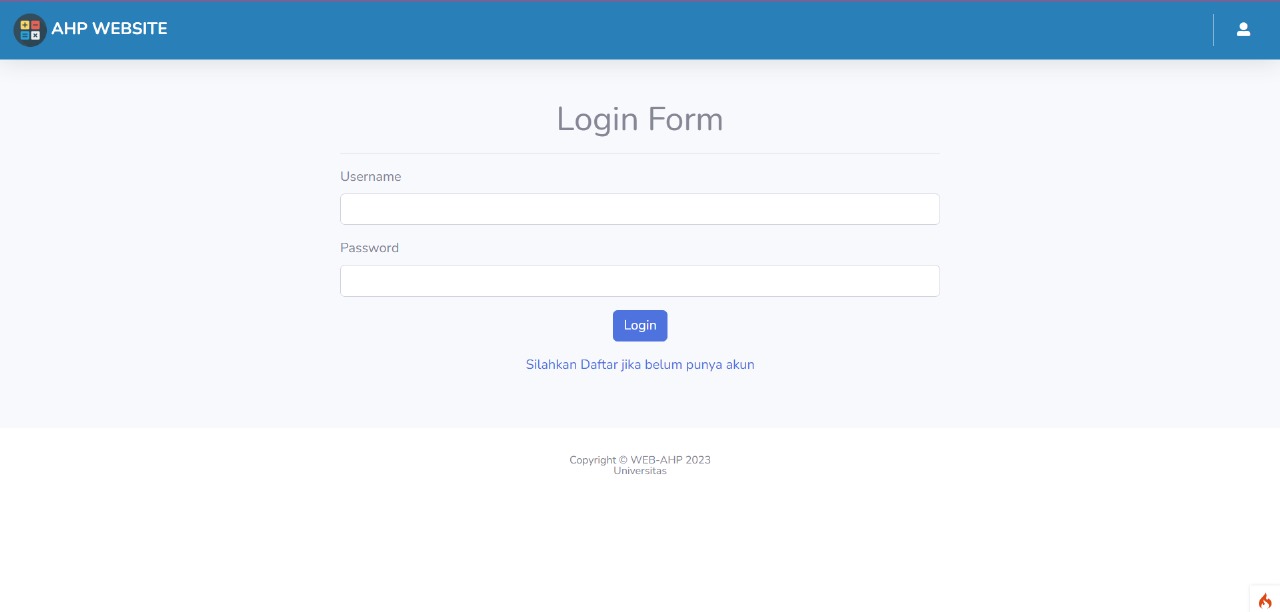 AHP WEBSITE
Login Form
Username
Password
Login
Silahkan Daftar jika belum punya akun
Copyright © WEB-AHP 2023
Universitas